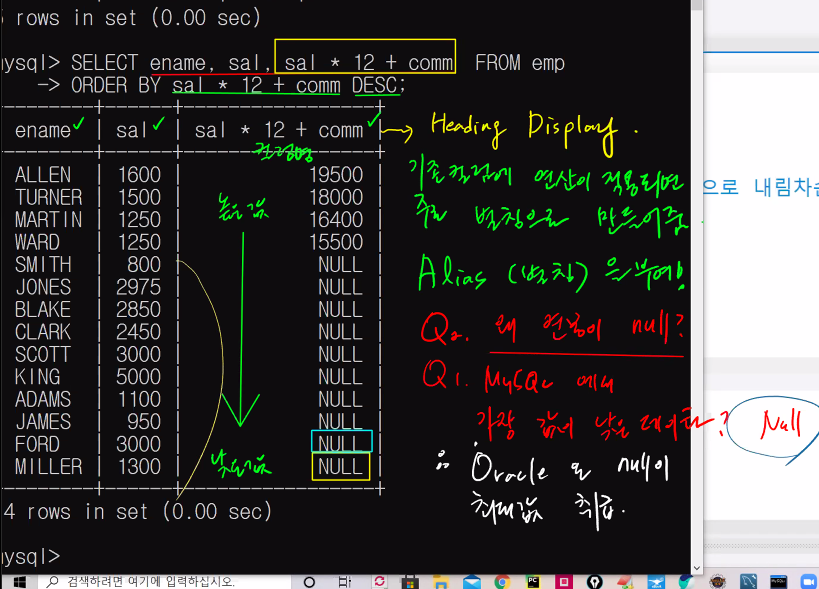 rows in set (0.00 sec)
mysql> SELECT ename, sal, sal * 12 + comm FROM emp
-> ORDER BY sal * 12 + comm DESC;
ename | sal | sal * 12 + comm
→ Heading Display.
컬럼명
ALLEN | 1600 | 19500
TURNER | 1500 | 18000
MARTIN | 1250 | 16400
WARD | 1250 | 15500
SMITH | 800 | NULL
JONES | 2975 | NULL
BLAKE | 2850 | NULL
CLARK | 2450 | NULL
SCOTT | 3000 | NULL
KING | 5000 | NULL
ADAMS | 1100 | NULL
JAMES | 950 | NULL
FORD | 3000 | NULL
MILLER | 1300 | NULL
높은값
낮은값
기존컬럼에 연산이 적용되면
주로 별칭으로 만들어줌.
Alias (별칭) 을 부여!
Q2. 왜 연봉이 null?
Q1. MySQL 에서
가장 값이 낮은 데이터?
Null
Oracle 은 null이
최대값 취급.
으로 내림차순
4 rows in set (0.00 sec)
mysql>
검색하려면 여기에 입력하십시오.